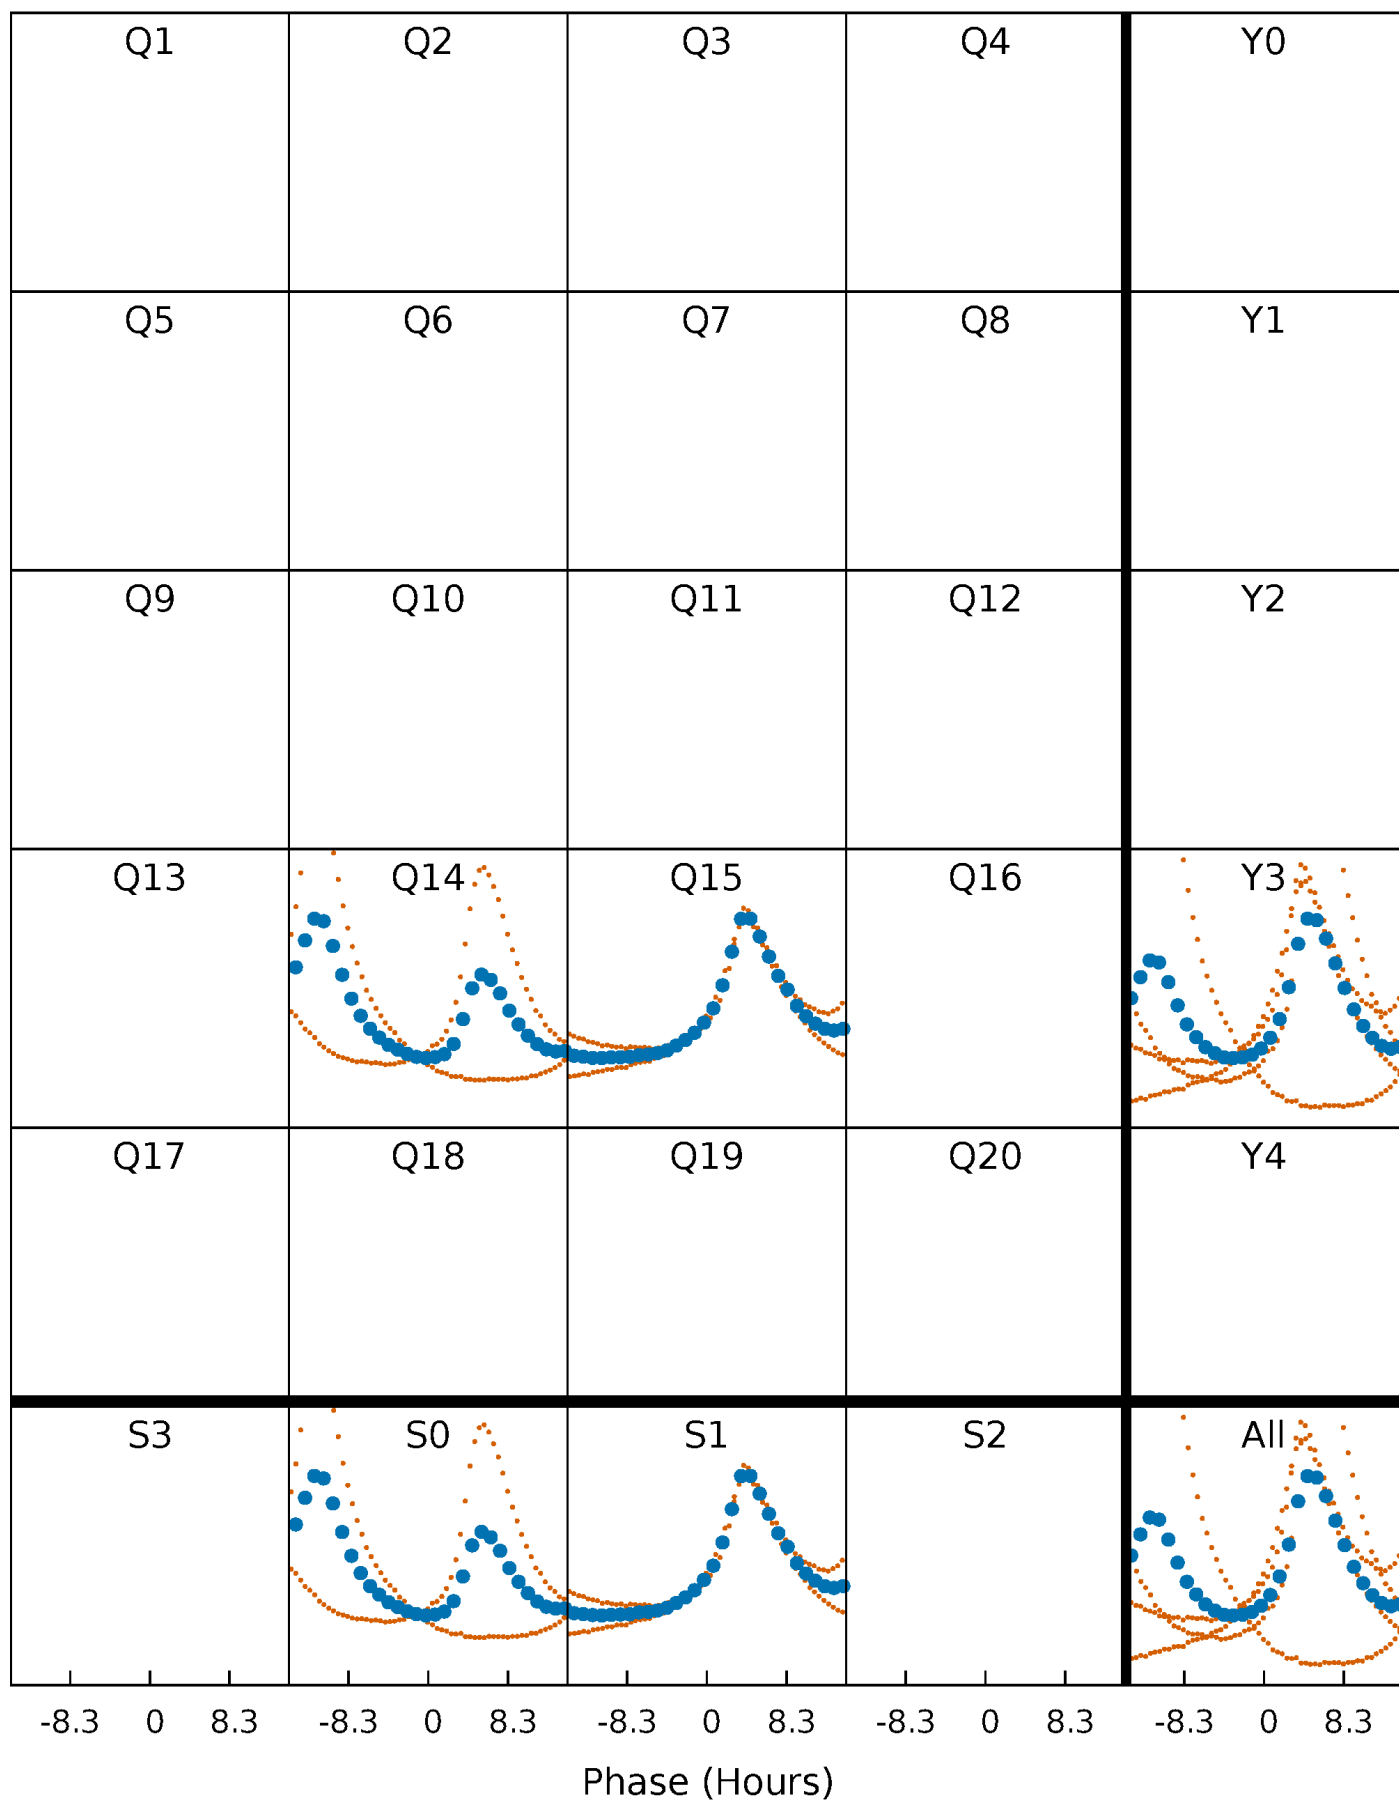 Q1 Q2 Q3 Q4 Y0
Q5 Q6 Q7 Q8 Y1
Q9 Q10 Q11 Q12 Y2
Q13 Q14 Q15 Q16 Y3
Q17 Q18 Q19 Q20 Y4
S3 S0 S1 S2 All
-8.3 0 8.3 -8.3 0 8.3 -8.3 0 8.3 -8.3 0 8.3 -8.3 0 8.3
Phase (Hours)